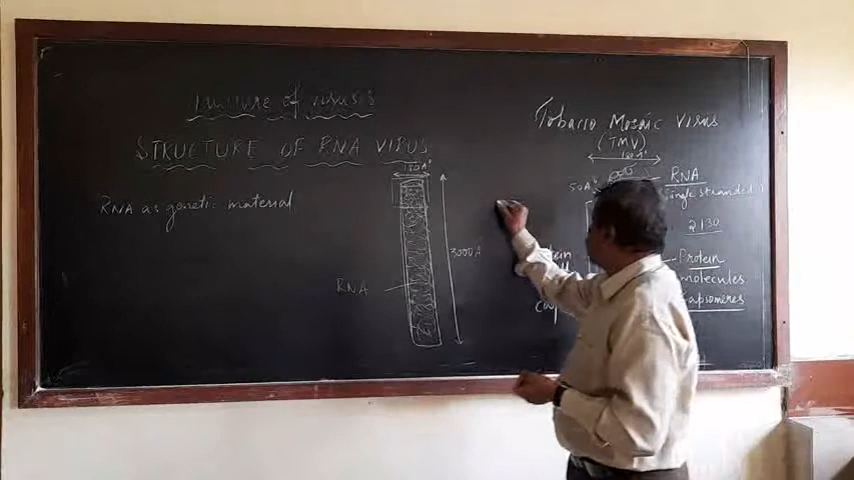 of viruses
STRUCTURE OF RNA VIRUS
RNA as genetic material
180A°
3000A
RNA
Tobacco Mosaic Virus
(TMV)
180A°
50A
RNA
Single stranded)
2130
Protein
molecules
Capsomeres